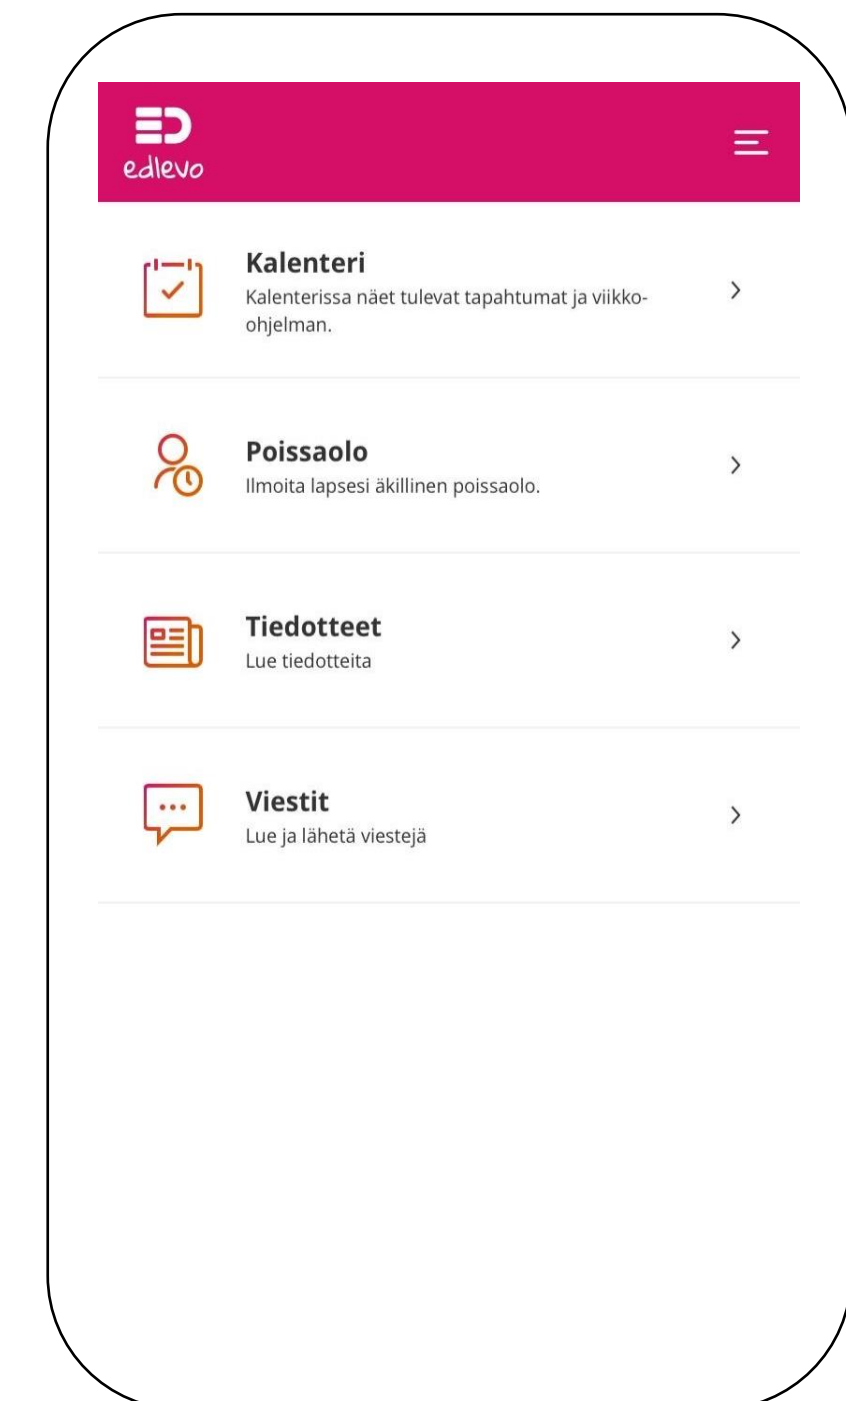 edlevo
Kalenteri
Kalenterissa näet tulevat tapahtumat ja viikko-
ohjelman.
Poissaolo
Ilmoita lapsesi äkillinen poissaolo.
Tiedotteet
Lue tiedotteita
Viestit
Lue ja lähetä viestejä